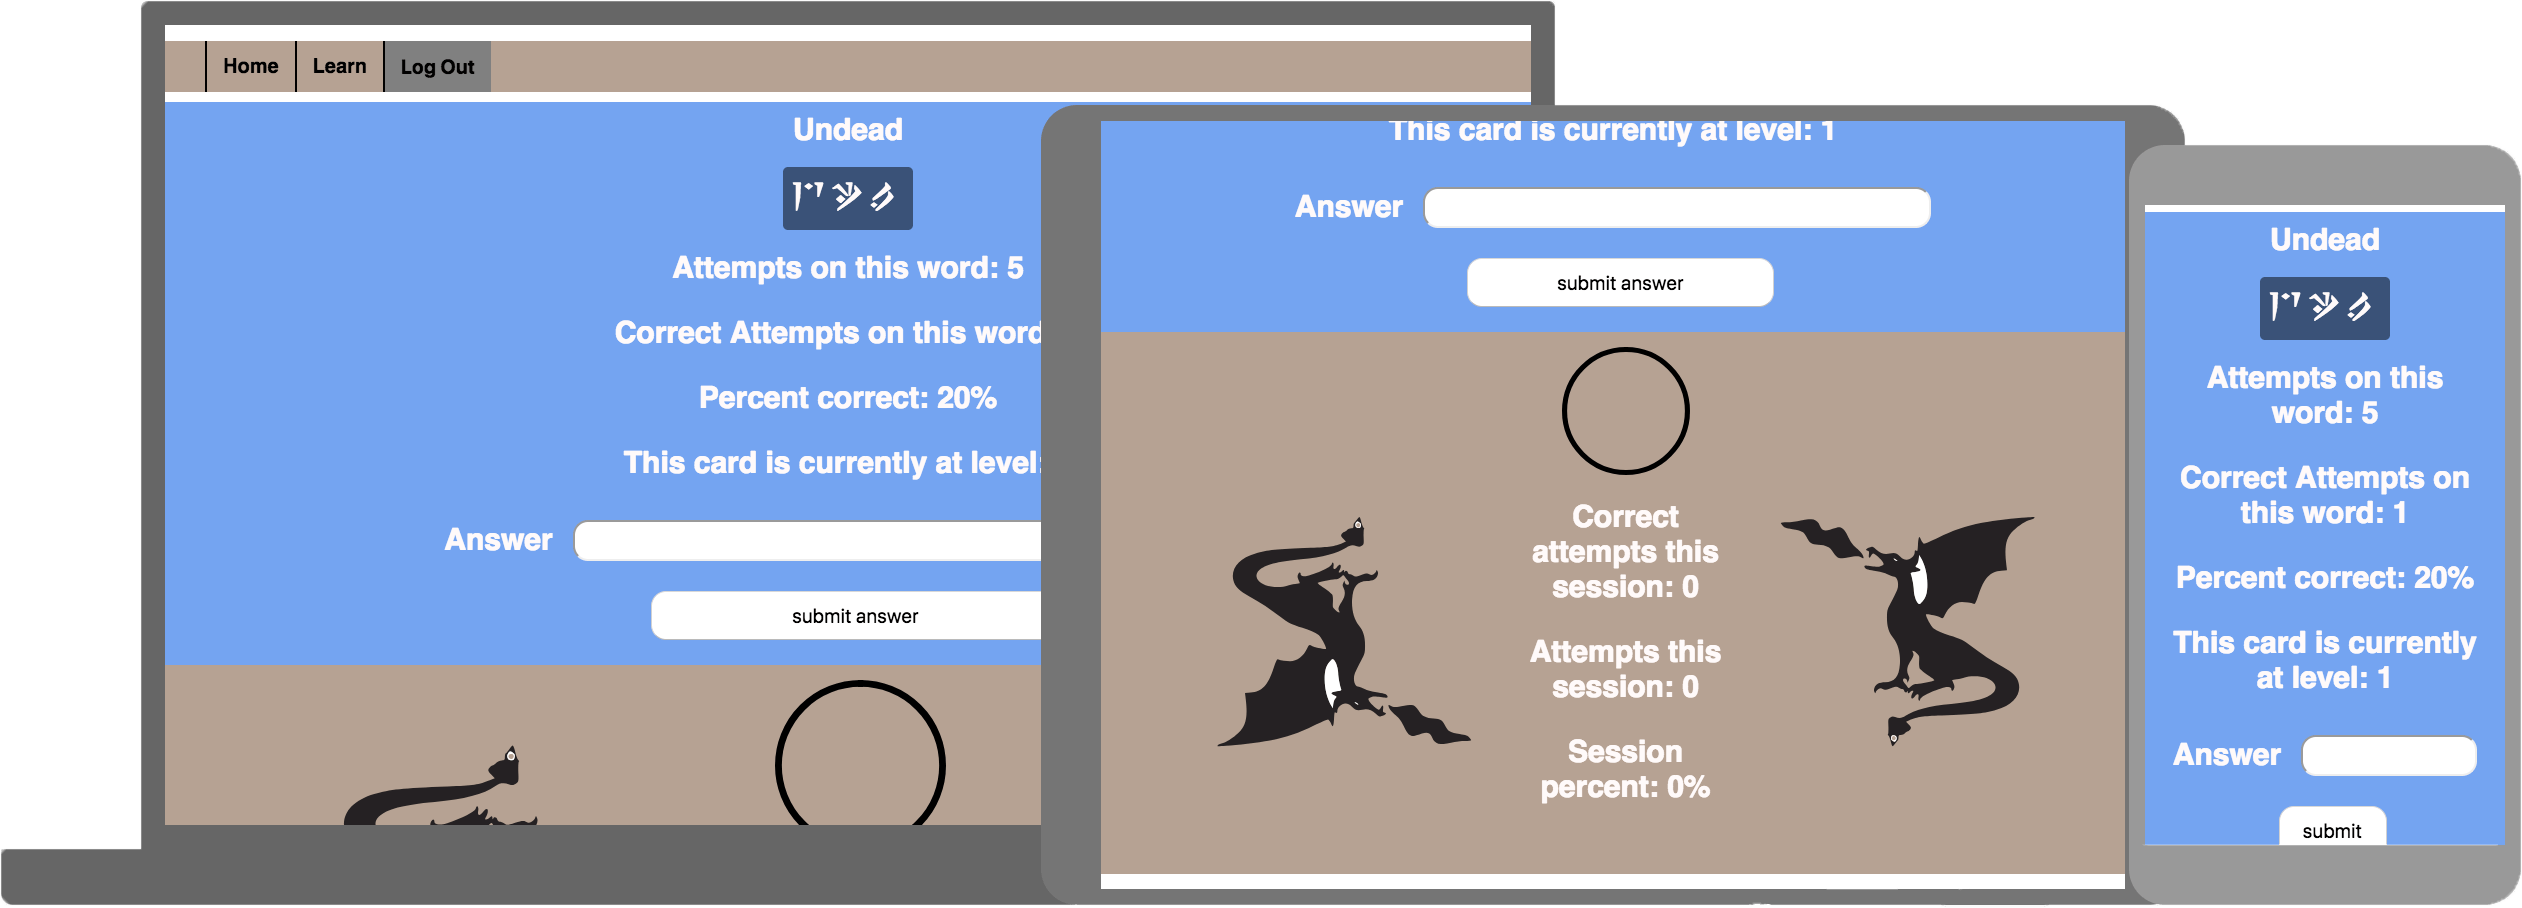 Home Learn Log Out
Undead
Attempts on this word: 5
Correct Attempts on this word
Percent correct: 20%
This card is currently at level:
Answer
submit answer
This card is currently at level: 1
Answer
submit answer
Correct
attempts this
session: 0
Attempts this
session: 0
Session
percent: 0%
Undead
Attempts on this
word: 5
Correct Attempts on
this word: 1
Percent correct: 20%
This card is currently
at level: 1
Answer
submit